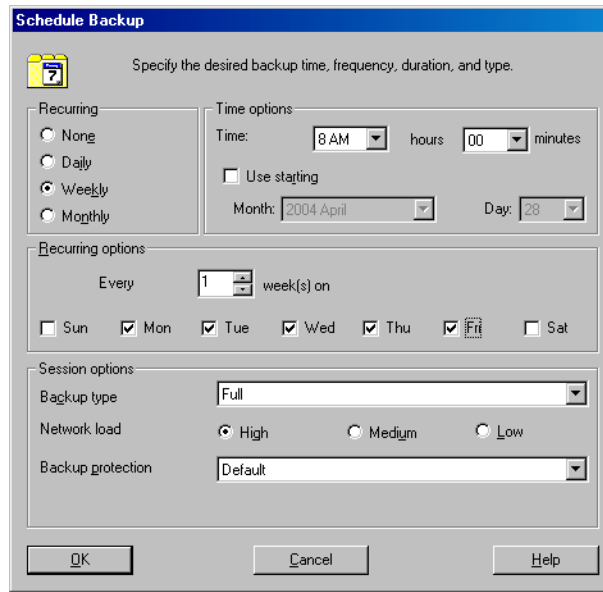 Schedule Backup
7
Specify the desired backup time, frequency, duration, and type.
Recurring
None
Daily
Weekly
Monthly
Time options
Time: 8 AM hours 00 minutes
Use starting
Month: 2004 April Day: 28
Recurring options
Every 1 week(s) on
Sun Mon Tue Wed Thu Fri Sat
Session options
Backup type Full
Network load High Medium Low
Backup protection Default
OK Cancel Help